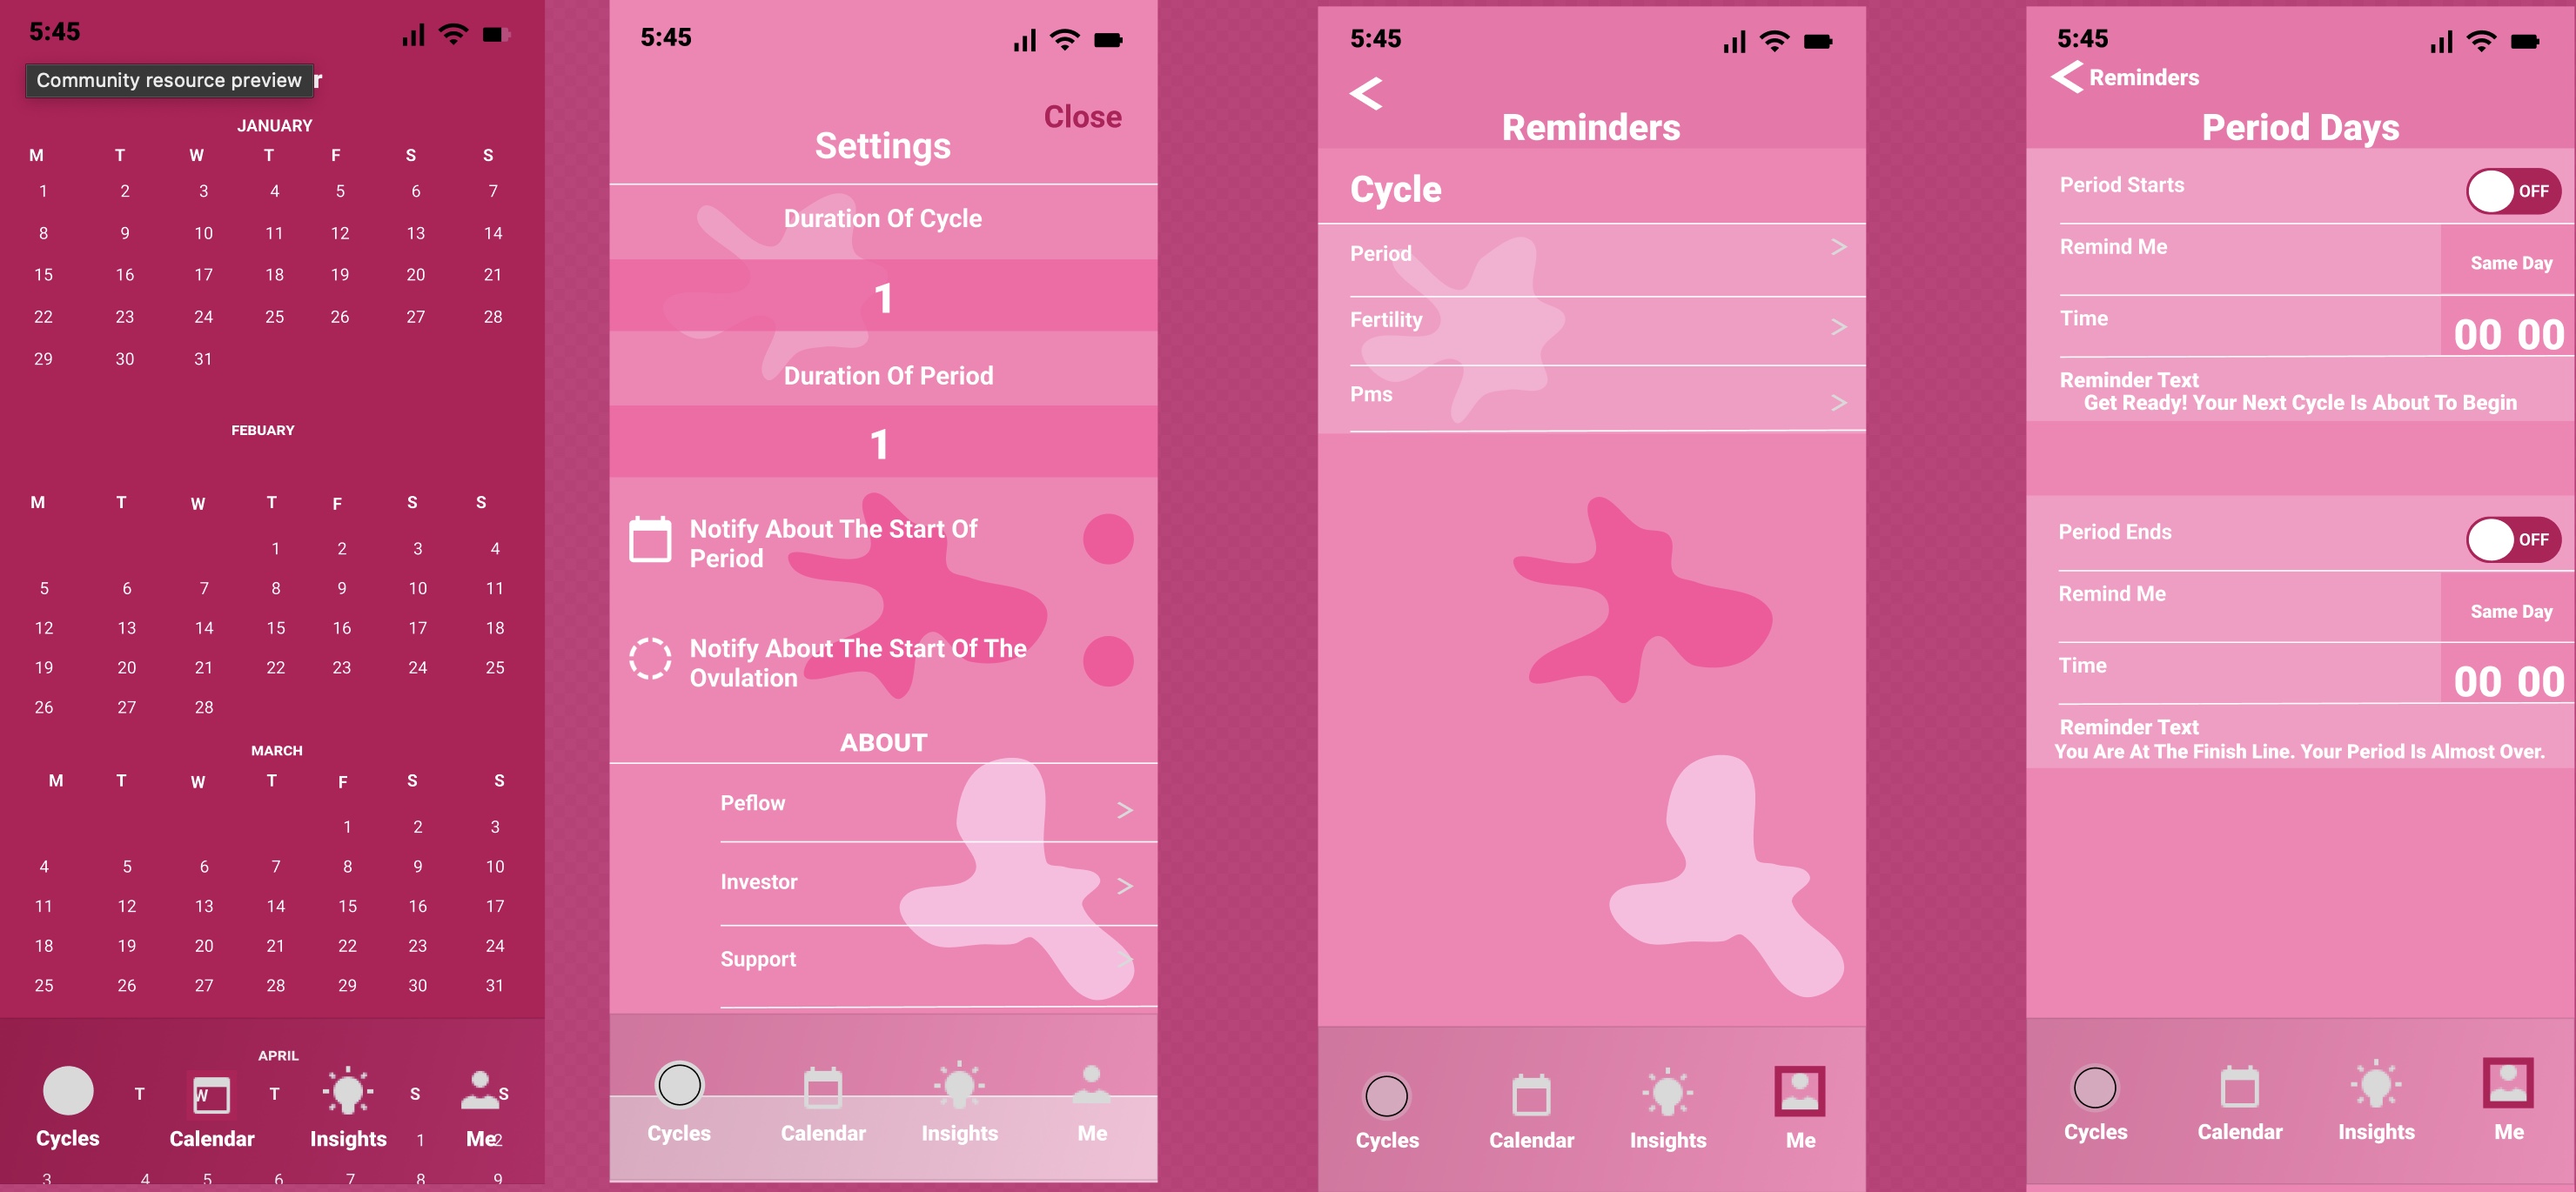 5:45
Community resource preview r
JANUARY
M T W T F S S
1 2 3 4 5 6 7
8 9 10 11 12 13 14
15 16 17 18 19 20 21
22 23 24 25 26 27 28
29 30 31
FEBUARY
M T W T F S S
1 2 3 4
5 6 7 8 9 10 11
12 13 14 15 16 17 18
19 20 21 22 23 24 25
26 27 28
MARCH
M T W T F S S
1 2 3
4 5 6 7 8 9 10
11 12 13 14 15 16 17
18 19 20 21 22 23 24
25 26 27 28 29 30 31
APRIL
T W T S S
Cycles Calendar Insights 1 Me 2
3 4 5 6 7 8 9
5:45
Close
Settings
Duration Of Cycle
1
Duration Of Period
1
Notify About The Start Of
Period
Notify About The Start Of The
Ovulation
ABOUT
Peflow >
Investor >
Support >
Cycles Calendar Insights Me
5:45
<
Reminders
Cycle
Period >
Fertility >
Pms >
Cycles Calendar Insights Me
5:45
< Reminders
Period Days
Period Starts OFF
Remind Me Same Day
Time 00 00
Reminder Text
Get Ready! Your Next Cycle Is About To Begin
Period Ends OFF
Remind Me Same Day
Time 00 00
Reminder Text
You Are At The Finish Line. Your Period Is Almost Over.
Cycles Calendar Insights Me